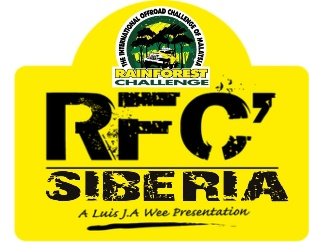 THE INTERNATIONAL OFFROAD CHALLENGE OF MALAYSIA
RAINFOREST
CHALLENGE
RFC'
SIBERIA
A Luis J.A Wee Presentation